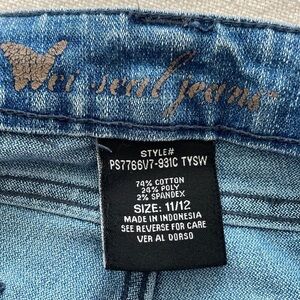 Wet seal jeans
STYLE#
PS7766V7-931C TYSW
74% COTTON
24% POLY
2% SPANDEX
SIZE: 11/12
MADE IN INDONESIA
SEE REVERSE FOR CARE
VER AL DORSO